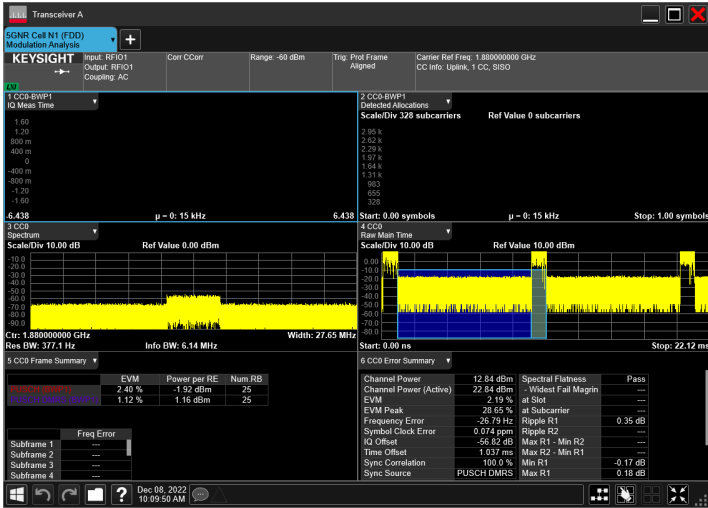 Transceiver A
5GNR Cell N1 (FDD)
Modulation Analysis
KEYSIGHT
Input: RFIO1
Output: RFIO1
Coupling: AC
Corr CCorr
Range: -60 dBm
Trig: Prot Frame
Aligned
Carrier Ref Freq: 1.880000000 GHz
CC Info: Uplink, 1 CC, SISO
1 CC0-BWP1
IQ Meas Time
1.60
1.20
800 m
400 m
0
-400 m
-800 m
-1.20
-1.60
-6.438
μ = 0: 15 kHz
6.438
2 CC0-BWP1
Detected Allocations
Scale/Div 328 subcarriers
Ref Value 0 subcarriers
2.95 k
2.62 k
2.29 k
1.97 k
1.64 k
1.31 k
983
655
328
Start: 0.00 symbols
μ = 0: 15 kHz
Stop: 1.00 symbols
3 CC0
Spectrum
Scale/Div 10.00 dB
Ref Value 0.00 dBm
-10.0
-20.0
-30.0
-40.0
-50.0
-60.0
-70.0
-80.0
-90.0
Ctr: 1.880000000 GHz
Width: 27.65 MHz
Res BW: 377.1 Hz
Info BW: 6.14 MHz
4 CC0
Raw Main Time
Scale/Div 10.00 dB
Ref Value 10.00 dBm
0.00
-10.0
-20.0
-30.0
-40.0
-50.0
-60.0
-70.0
-80.0
Start: 0.00 ns
Stop: 22.12 ms
5 CC0 Frame Summary
EVM Power per RE Num.RB
2.40 % -1.92 dBm 25
1.12 % 1.16 dBm 25
Freq Error
Subframe 1 ---
Subframe 2 ---
Subframe 3 ---
Subframe 4 ---
6 CC0 Error Summary
Channel Power 12.84 dBm Spectral Flatness Pass
Channel Power (Active) 22.84 dBm - Widest Fail Magrin ---
EVM 2.19 % at Slot ---
EVM Peak 28.65 % at Subcarrier ---
Frequency Error -26.79 Hz Ripple R1 0.35 dB
Symbol Clock Error 0.074 ppm Ripple R2 ---
IQ Offset -56.82 dB Max R1 - Min R2 ---
Time Offset 1.037 ms Max R2 - Min R1 ---
Sync Correlation 100.0 % Min R1 -0.17 dB
Sync Source PUSCH DMRS Max R1 0.18 dB
?
Dec 08, 2022
10:09:50 AM